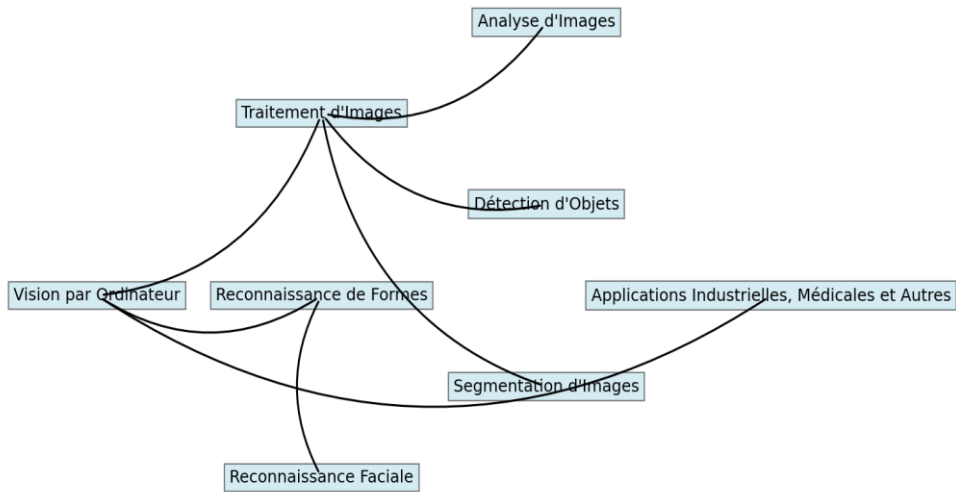 Analyse d'Images
Traitement d'Images
Détection d'Objets
Vision par Ordinateur
Reconnaissance de Formes
Applications Industrielles, Médicales et Autres
Segmentation d'Images
Reconnaissance Faciale